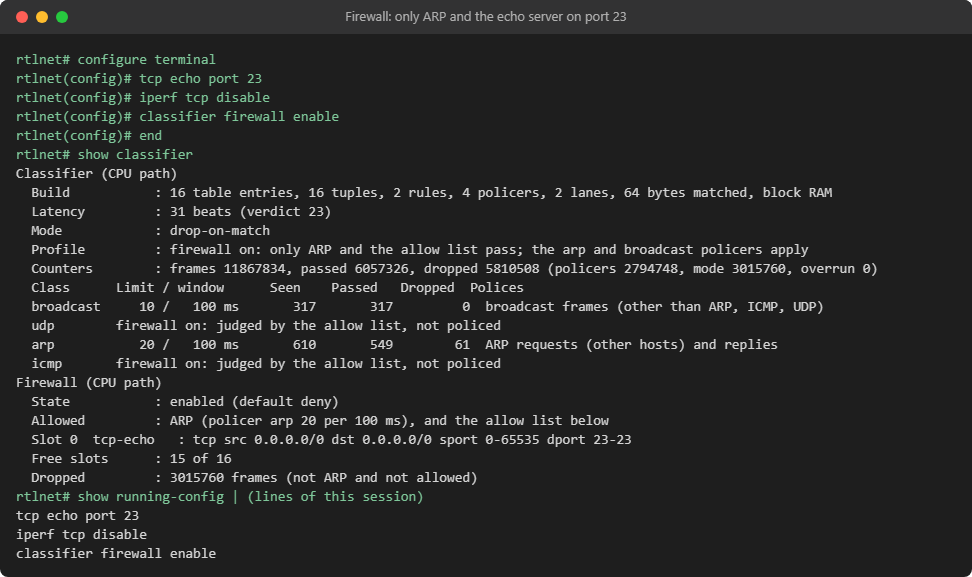 Firewall: only ARP and the echo server on port 23
rtlnet# configure terminal
rtlnet(config)# tcp echo port 23
rtlnet(config)# iperf tcp disable
rtlnet(config)# classifier firewall enable
rtlnet(config)# end
rtlnet# show classifier
Classifier (CPU path)
  Build           : 16 table entries, 16 tuples, 2 rules, 4 policers, 2 lanes, 64 bytes matched, block RAM
  Latency         : 31 beats (verdict 23)
  Mode            : drop-on-match
  Profile         : firewall on: only ARP and the allow list pass; the arp and broadcast policers apply
  Counters        : frames 11867834, passed 6057326, dropped 5810508 (policers 2794748, mode 3015760, overrun 0)
  Class      Limit / window      Seen    Passed   Dropped  Polices
  broadcast     10 /   100 ms       317       317         0  broadcast frames (other than ARP, ICMP, UDP)
  udp        firewall on: judged by the allow list, not policed
  arp           20 /   100 ms       610       549        61  ARP requests (other hosts) and replies
  icmp       firewall on: judged by the allow list, not policed
Firewall (CPU path)
  State           : enabled (default deny)
  Allowed         : ARP (policer arp 20 per 100 ms), and the allow list below
  Slot 0  tcp-echo   : tcp src 0.0.0.0/0 dst 0.0.0.0/0 sport 0-65535 dport 23-23
  Free slots      : 15 of 16
  Dropped         : 3015760 frames (not ARP and not allowed)
rtlnet# show running-config | (lines of this session)
tcp echo port 23
iperf tcp disable
classifier firewall enable